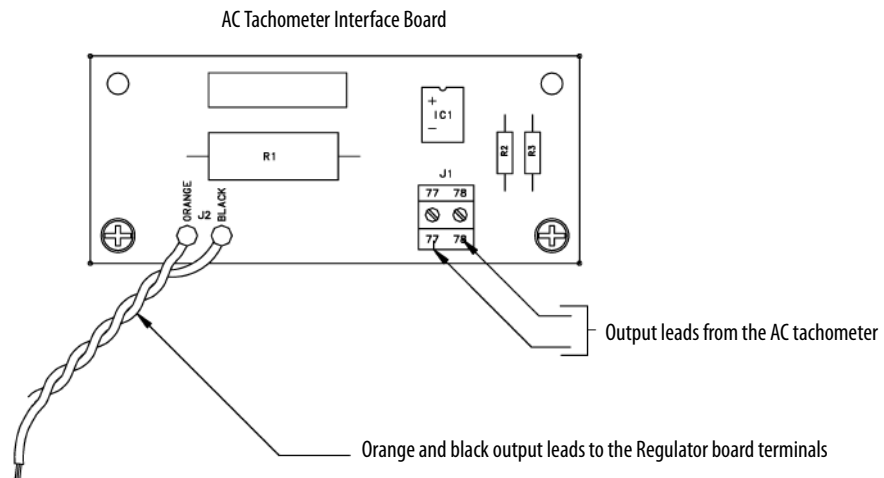 AC Tachometer Interface Board
+
IC1
−
R1
R2
R3
J1
77 78
ORANGE
J2
BLACK
77 78
Output leads from the AC tachometer
Orange and black output leads to the Regulator board terminals